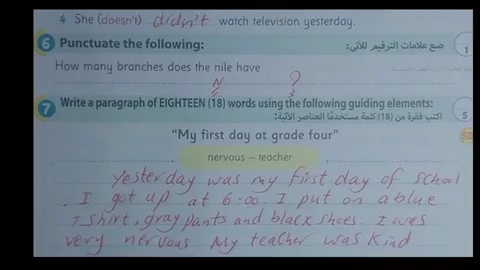 4 She (doesn't) didn't watch television yesterday.
6 Punctuate the following: ضع علامات الترقيم للآتى:
1
How many branches does the nile have
N ?
7 Write a paragraph of EIGHTEEN (18) words using the following guiding elements:
اكتب فقرة من (18) كلمة مستخدمًا العناصر الآتية:
5
"My first day at grade four"
nervous – teacher
Yesterday was my first day of school
. I got up at 6:00. I put on a blue
T shirt, gray pants and black shoes. I was
very nervous. My teacher was kind